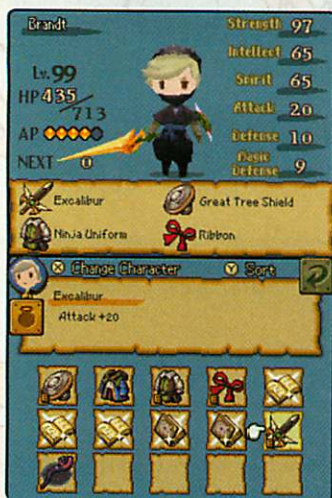 Brandt
Strength 97
Intellect 65
Spirit 65
Attack 20
Defense 10
Magic Defense 9
Lv. 99
HP 435/713
AP
NEXT 0
Excalibur
Great Tree Shield
Ninja Uniform
Ribbon
X Change Character
Y Sort
Excalibur
Attack +20